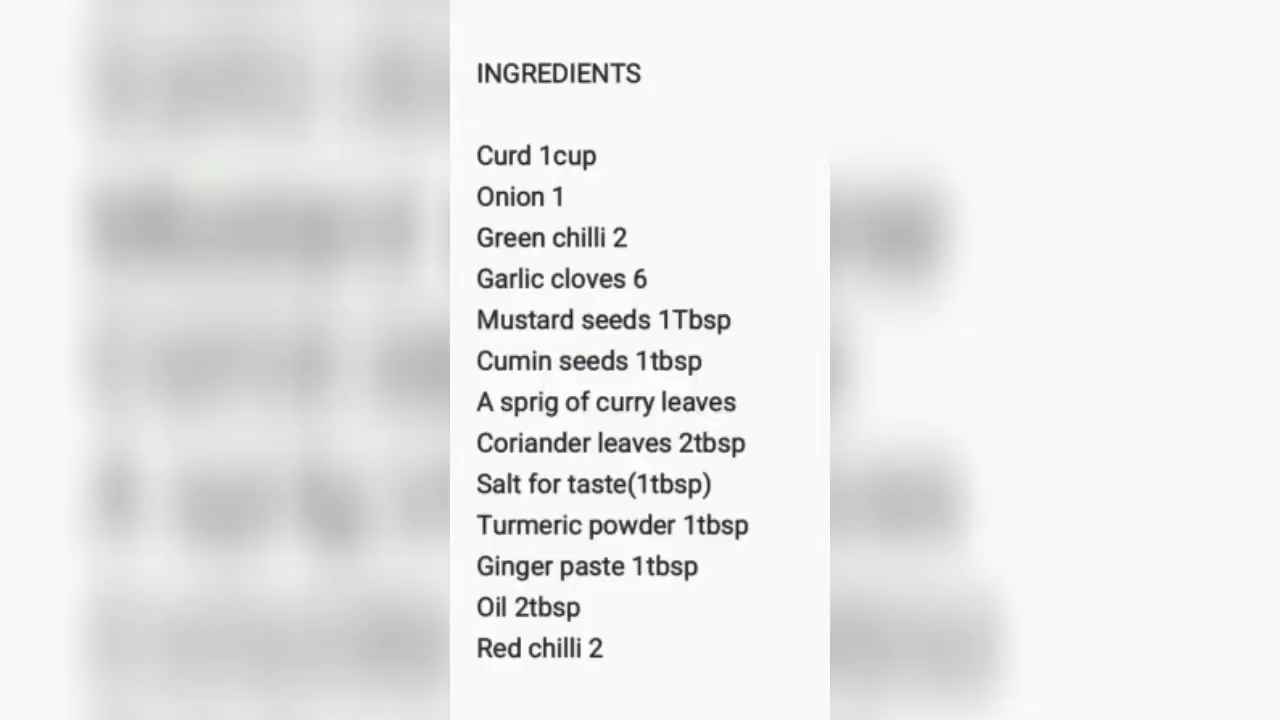 INGREDIENTS
Curd 1cup
Onion 1
Green chilli 2
Garlic cloves 6
Mustard seeds 1Tbsp
Cumin seeds 1tbsp
A sprig of curry leaves
Coriander leaves 2tbsp
Salt for taste(1tbsp)
Turmeric powder 1tbsp
Ginger paste 1tbsp
Oil 2tbsp
Red chilli 2